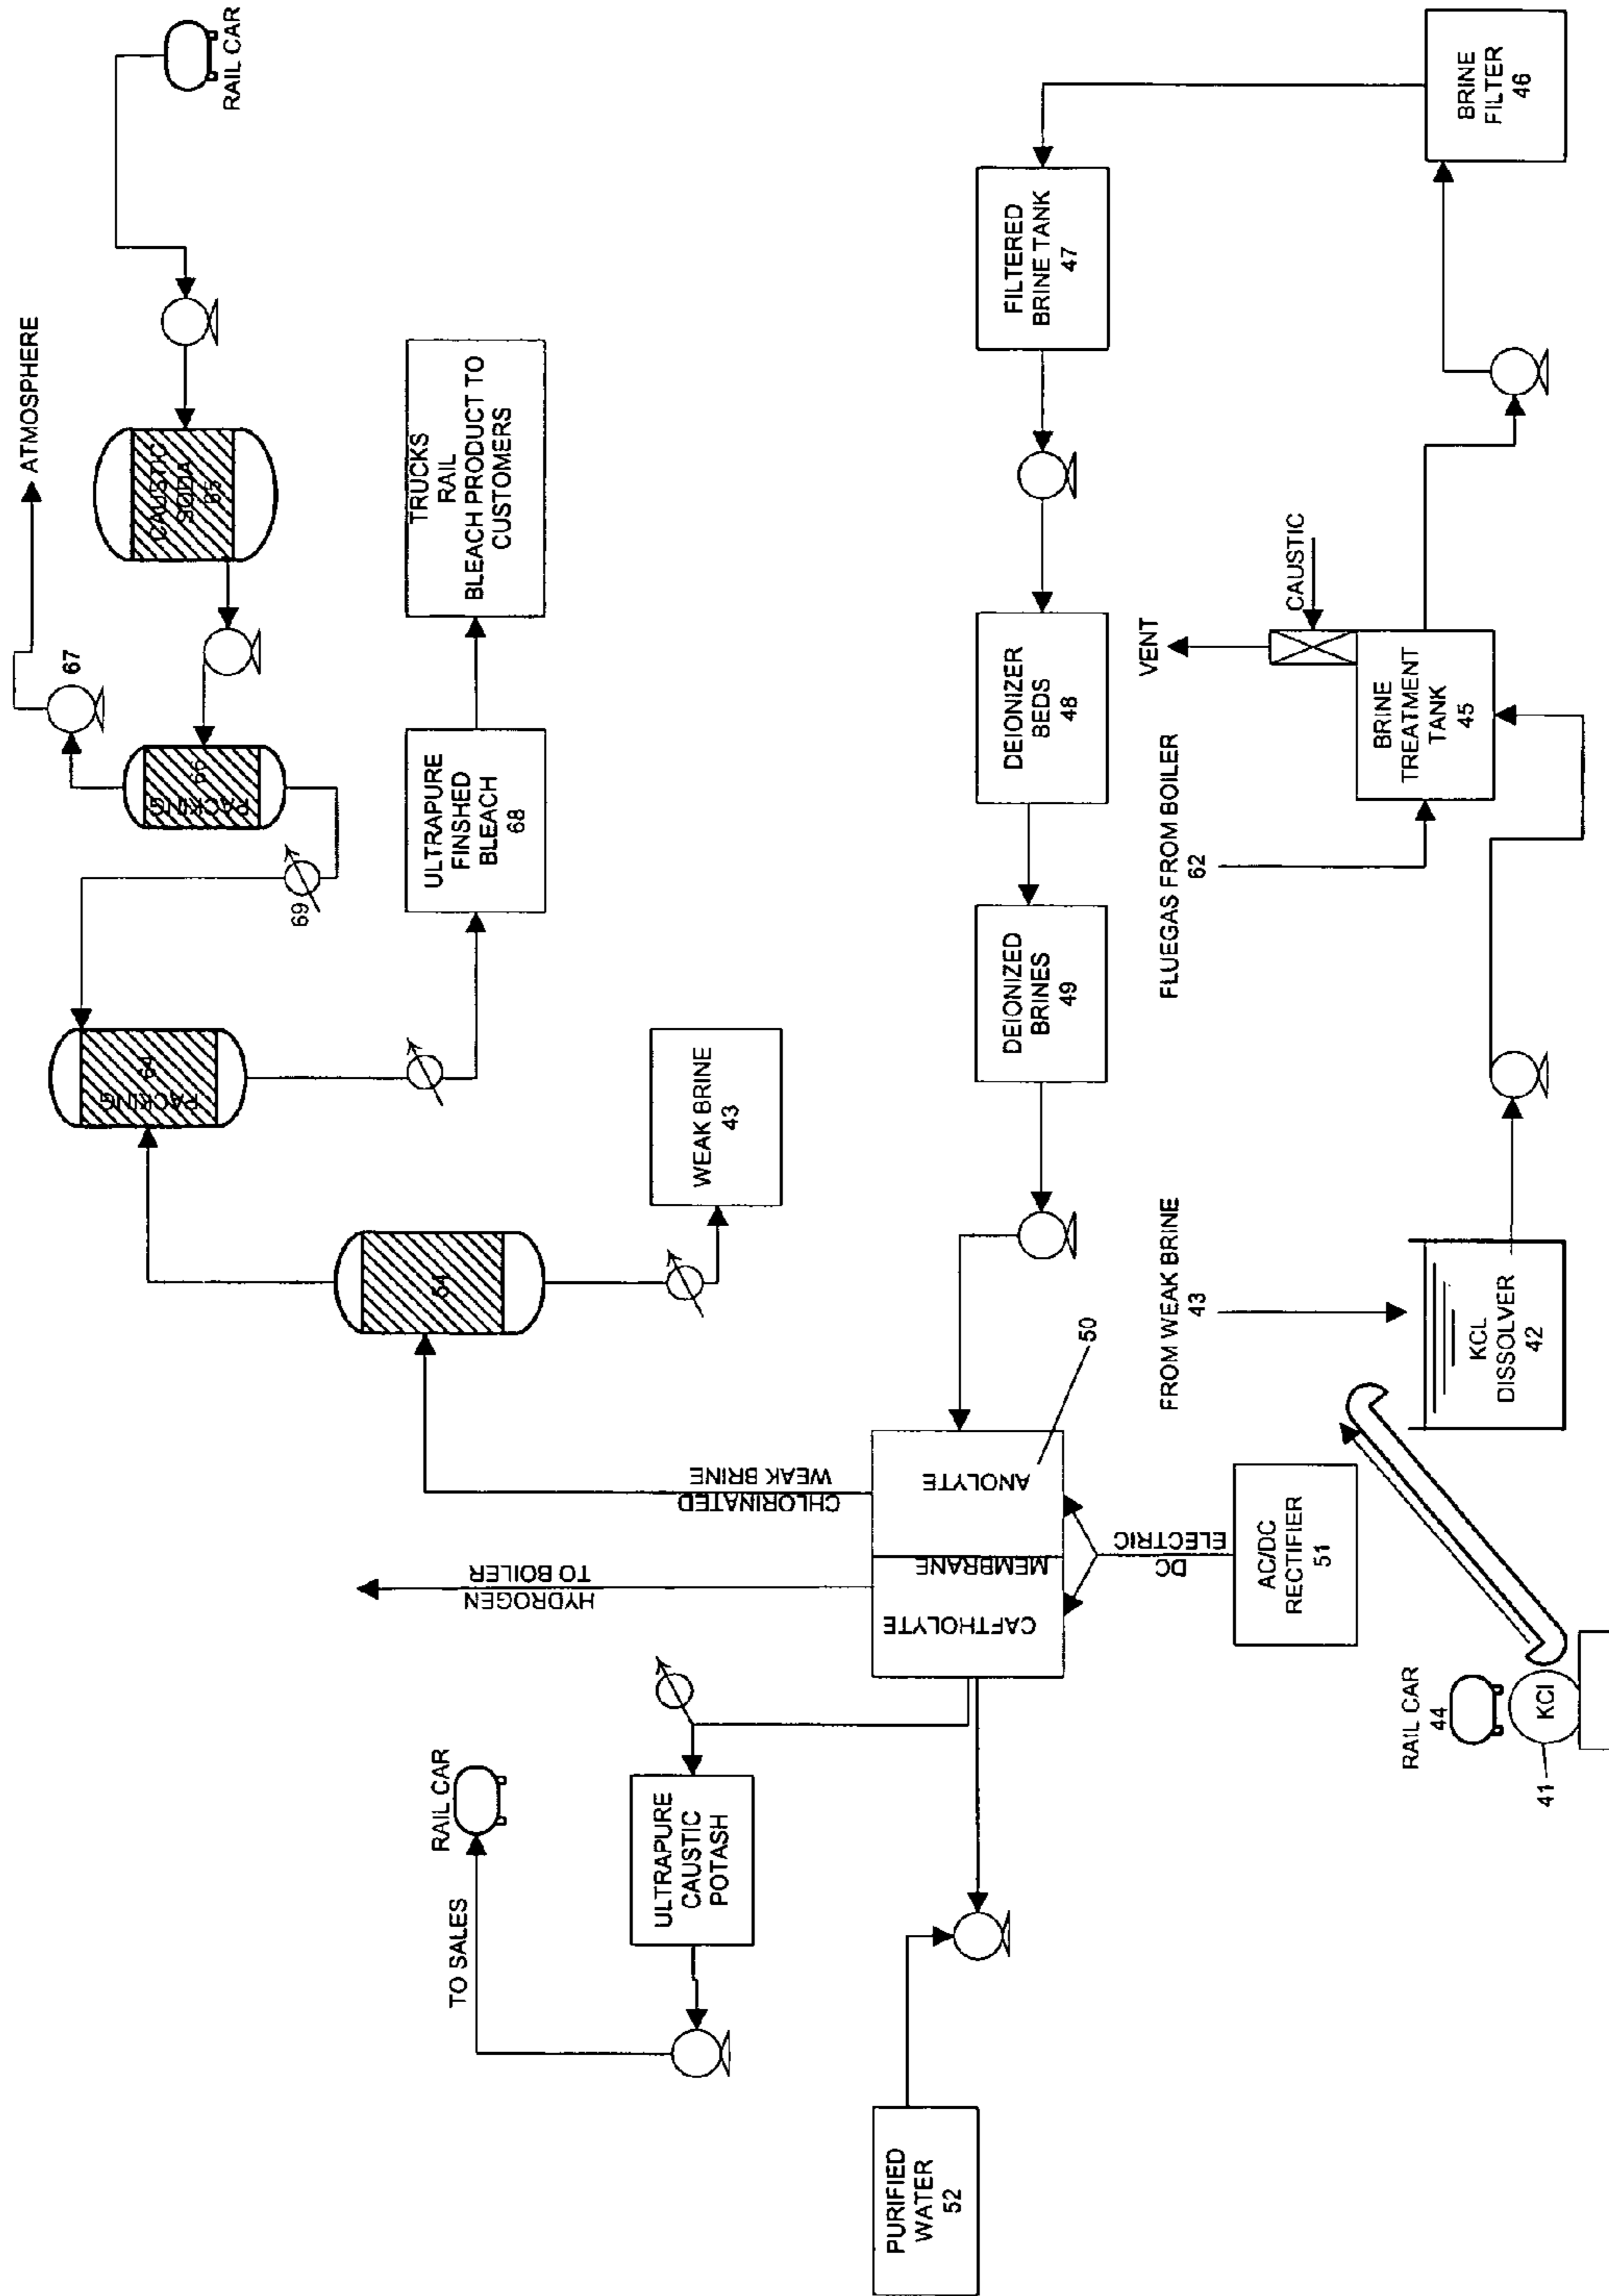 RAIL CAR
ATMOSPHERE
67
CAUSTIC
SODA
65
PACKING
66
69
PACKING
64
TRUCKS
RAIL
BLEACH PRODUCT TO
CUSTOMERS
ULTRAPURE
FINSHED
BLEACH
68
WEAK BRINE
43
54
CHLORINATED
WEAK BRINE
HYDROGEN
TO BOILER
RAIL CAR
TO SALES
ULTRAPURE
CAUSTIC
POTASH
PURIFIED
WATER
52
CAFTHOLYTE
MEMBRANE
ANOLYTE
50
DC
ELECTRIC
AC/DC
RECTIFIER
51
DEIONIZED
BRINES
49
DEIONIZER
BEDS
48
FILTERED
BRINE TANK
47
BRINE
FILTER
46
VENT
CAUSTIC
BRINE
TREATMENT
TANK
45
FLUEGAS FROM BOILER
62
FROM WEAK BRINE
43
KCL
DISSOLVER
42
RAIL CAR
44
KCl
41